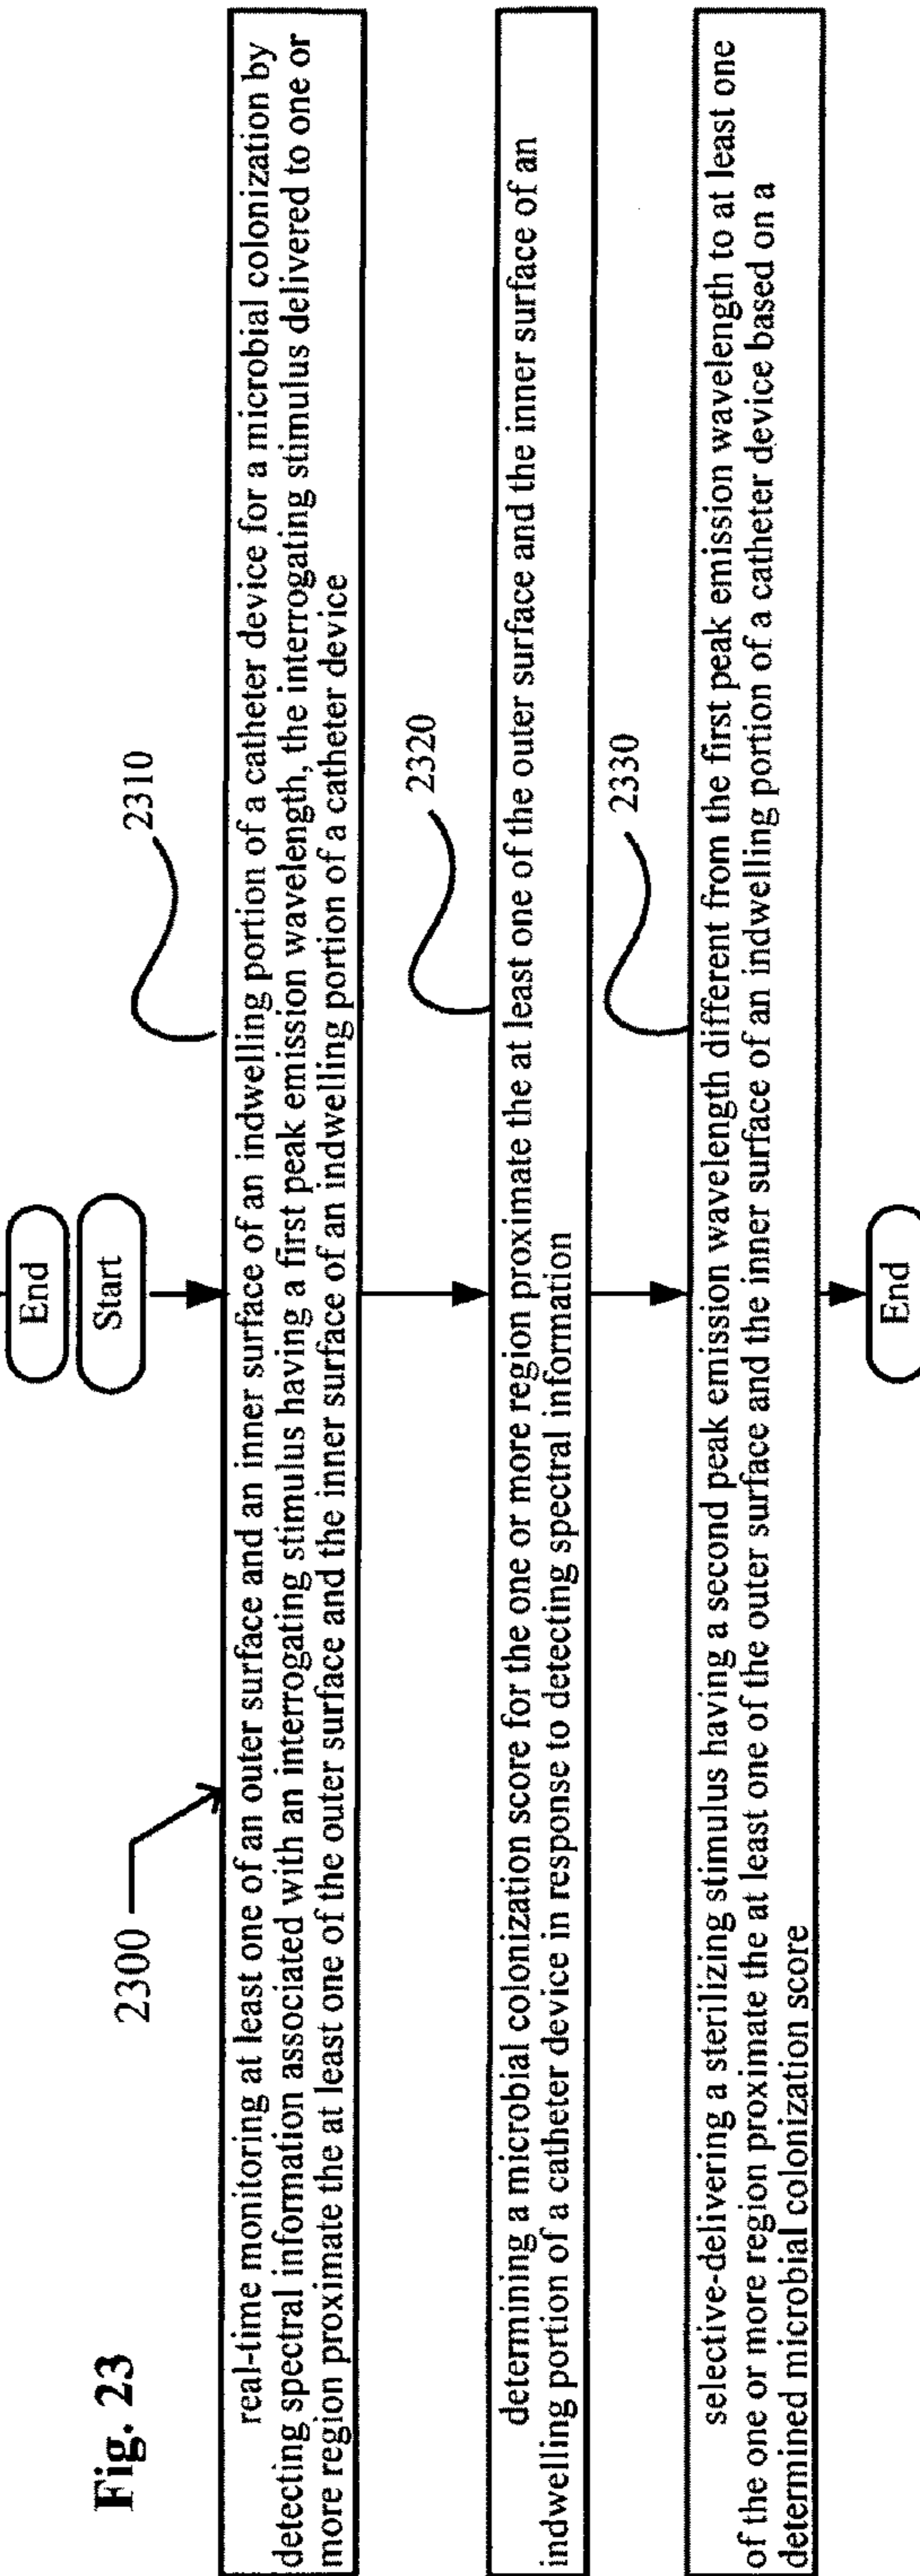 Fig. 23
End
Start
2300
2310
real-time monitoring at least one of an outer surface and an inner surface of an indwelling portion of a catheter device for a microbial colonization by
detecting spectral information associated with an interrogating stimulus having a first peak emission wavelength, the interrogating stimulus delivered to one or
more region proximate the at least one of the outer surface and the inner surface of an indwelling portion of a catheter device
2320
determining a microbial colonization score for the one or more region proximate the at least one of the outer surface and the inner surface of an
indwelling portion of a catheter device in response to detecting spectral information
2330
selective-delivering a sterilizing stimulus having a second peak emission wavelength different from the first peak emission wavelength to at least one
of the one or more region proximate the at least one of the outer surface and the inner surface of an indwelling portion of a catheter device based on a
determined microbial colonization score
End